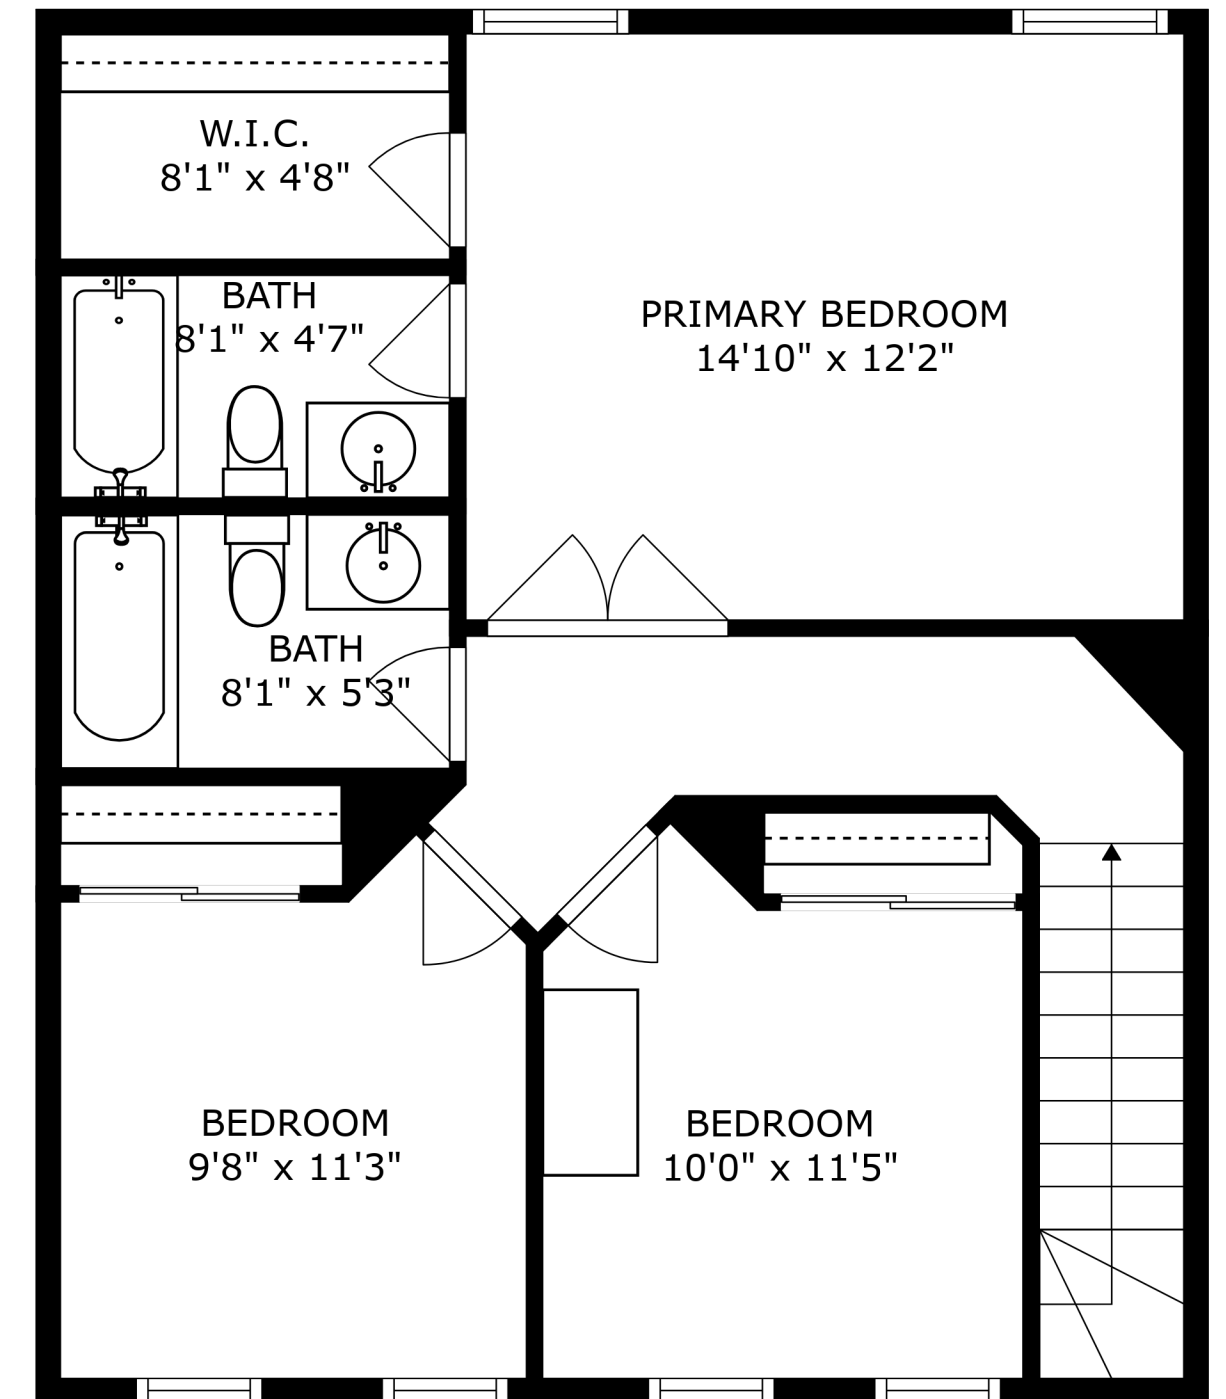 W.I.C.
8'1" x 4'8"
BATH
8'1" x 4'7"
PRIMARY BEDROOM
14'10" x 12'2"
BATH
8'1" x 5'3"
BEDROOM
9'8" x 11'3"
BEDROOM
10'0" x 11'5"